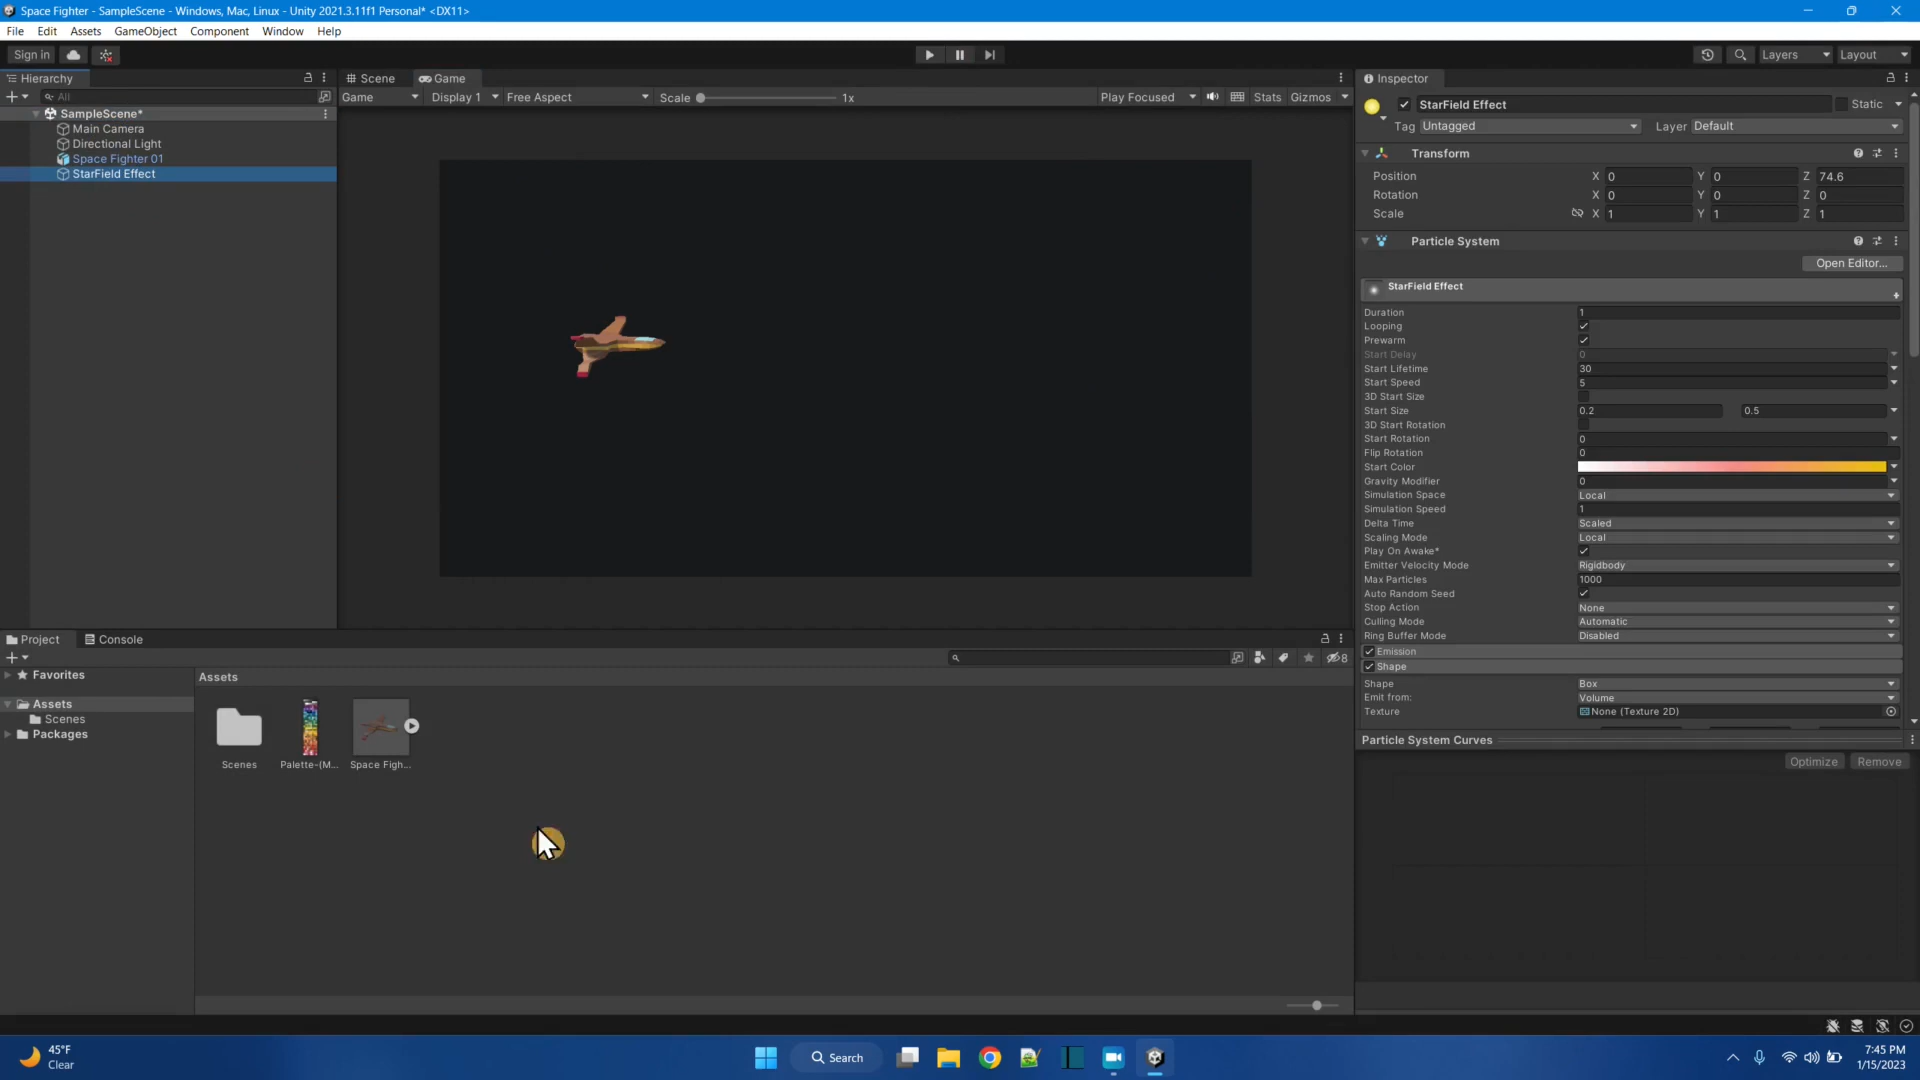 Space Fighter - SampleScene - Windows, Mac, Linux - Unity 2021.3.11f1 Personal* <DX11>
File Edit Assets GameObject Component Window Help
Sign in Layers Layout
Hierarchy Scene Game Inspector
All Game Display 1 Free Aspect Scale 1x Play Focused Stats Gizmos
SampleScene*
Main Camera
Directional Light
Space Fighter 01
StarField Effect
StarField Effect Static
Tag Untagged Layer Default
Transform
Position X 0 Y 0 Z 74.6
Rotation X 0 Y 0 Z 0
Scale X 1 Y 1 Z 1
Particle System
Open Editor...
StarField Effect
Duration 1
Looping
Prewarm
Start Delay 0
Start Lifetime 30
Start Speed 5
3D Start Size
Start Size 0.2 0.5
3D Start Rotation
Start Rotation 0
Flip Rotation 0
Start Color
Gravity Modifier 0
Simulation Space Local
Simulation Speed 1
Delta Time Scaled
Scaling Mode Local
Play On Awake*
Emitter Velocity Mode Rigidbody
Max Particles 1000
Auto Random Seed
Stop Action None
Culling Mode Automatic
Ring Buffer Mode Disabled
Emission
Shape
Shape Box
Emit from: Volume
Texture None (Texture 2D)
Particle System Curves
Optimize Remove
Project Console
8
Favorites
Assets
Scenes
Packages
Assets
Scenes Palette-(M... Space Figh...
45°F
Clear
Search
7:45 PM
1/15/2023